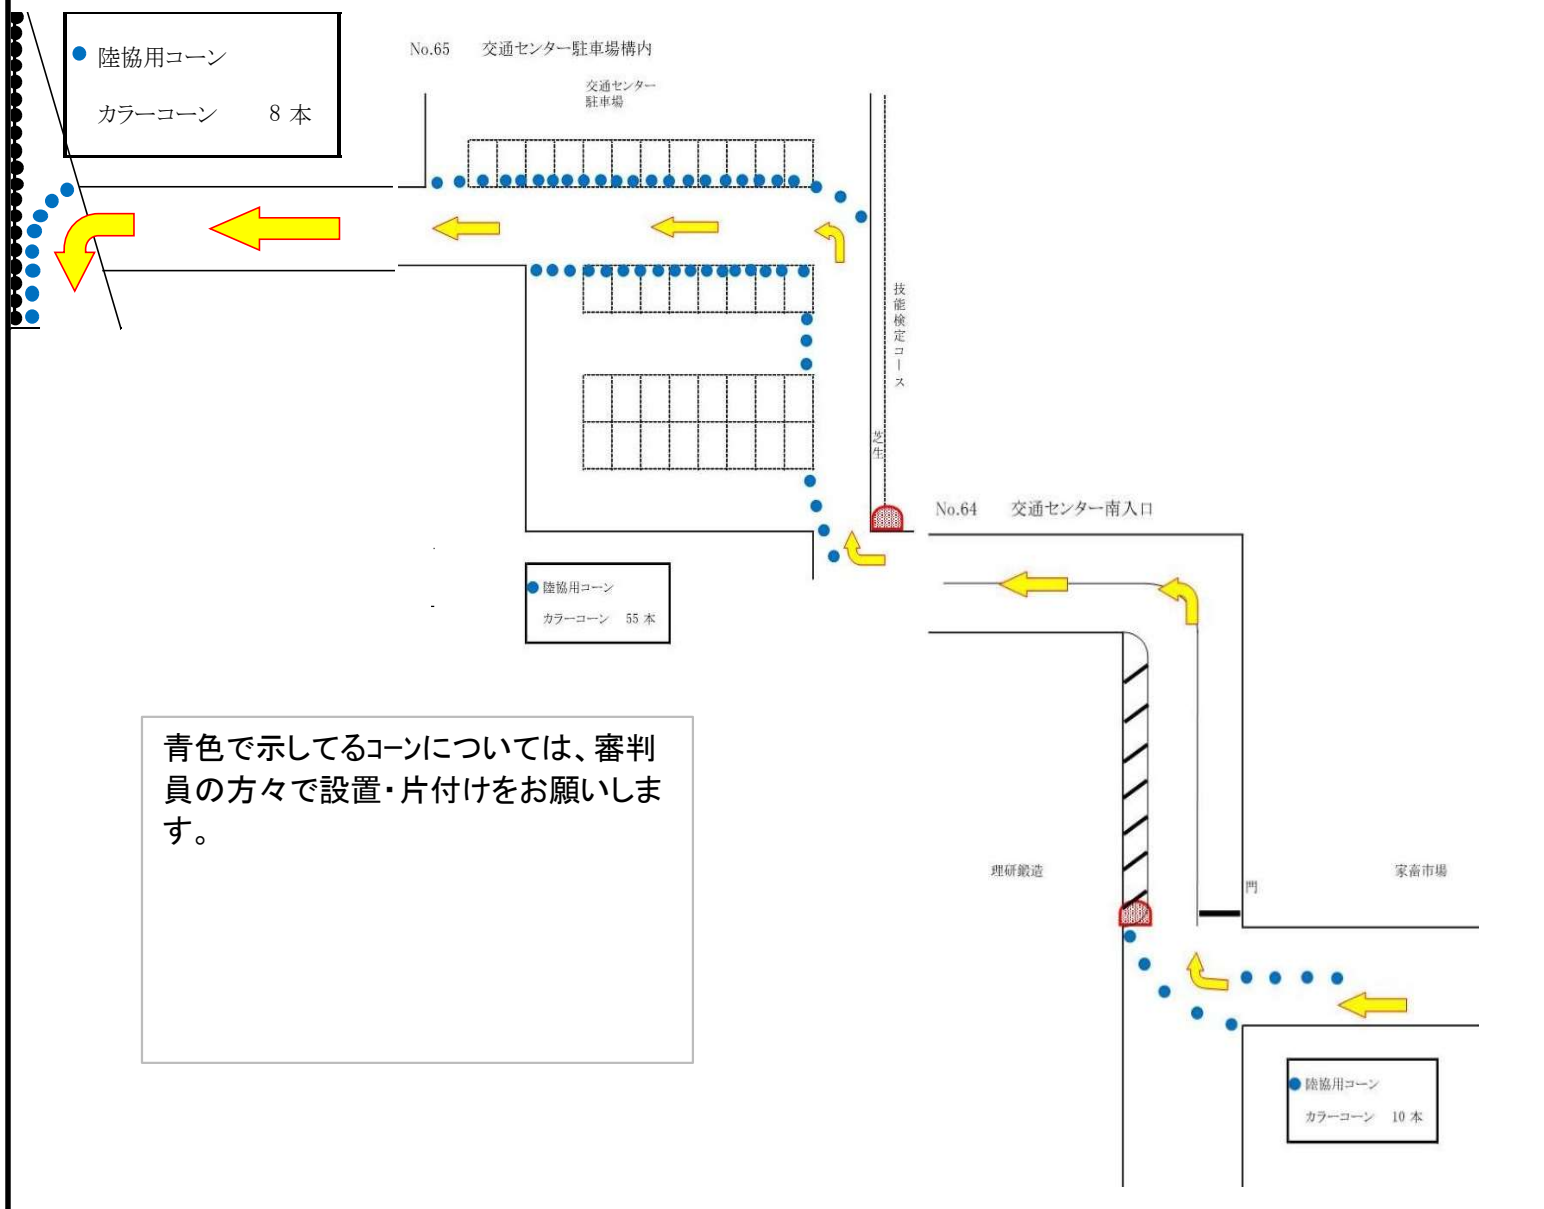 陸協用コーン
カラーコーン 8 本
No.65 交通センター駐車場構内
交通センター
駐車場
技能検定コース
芝生
No.64 交通センター南入口
陸協用コーン
カラーコーン 55 本
青色で示してるコーンについては、審判
員の方々で設置・片付けをお願いしま
す。
理研鍛造
門
家畜市場
陸協用コーン
カラーコーン 10 本